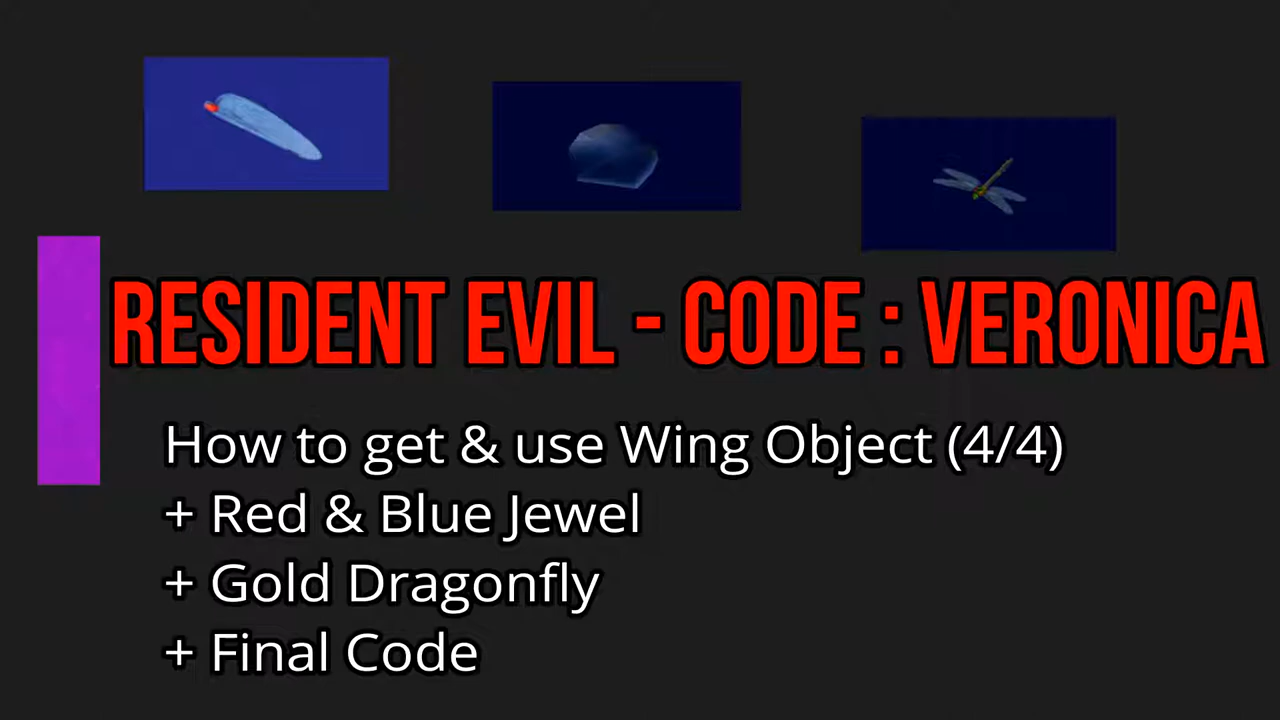 RESIDENT EVIL - CODE : VERONICA
How to get & use Wing Object (4/4)
+ Red & Blue Jewel
+ Gold Dragonfly
+ Final Code